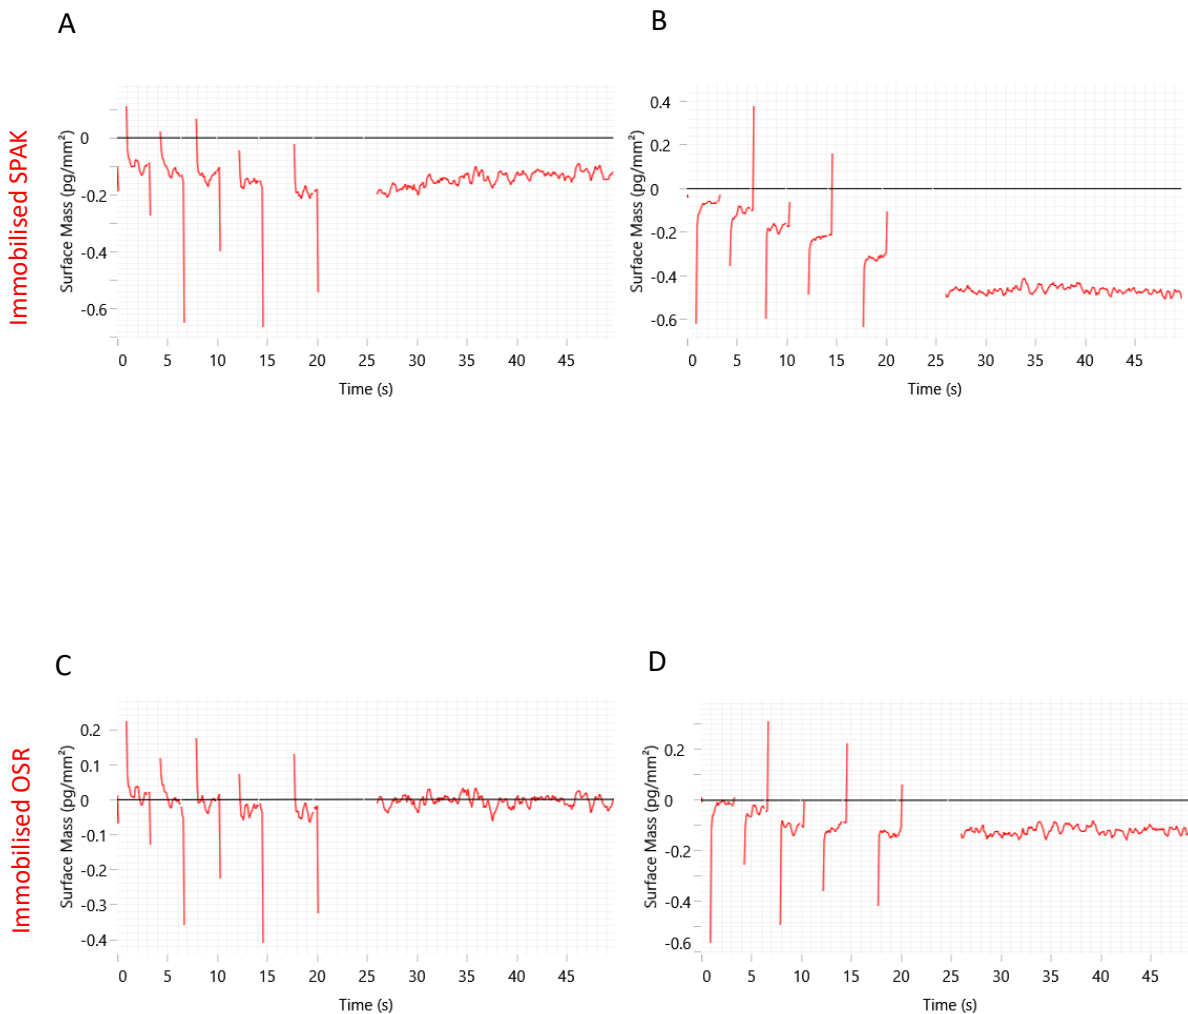 A
B
Immobilised SPAK
Surface Mass (pg/mm²)
0
-0.2
-0.4
-0.6
0 5 10 15 20 25 30 35 40 45
Time (s)
Surface Mass (pg/mm²)
0.4
0.2
0
-0.2
-0.4
-0.6
0 5 10 15 20 25 30 35 40 45
Time (s)
C
D
Immobilised OSR
Surface Mass (pg/mm²)
0.2
0.1
0
-0.1
-0.2
-0.3
-0.4
0 5 10 15 20 25 30 35 40 45
Time (s)
Surface Mass (pg/mm²)
0.2
0
-0.2
-0.4
-0.6
0 5 10 15 20 25 30 35 40 45
Time (s)